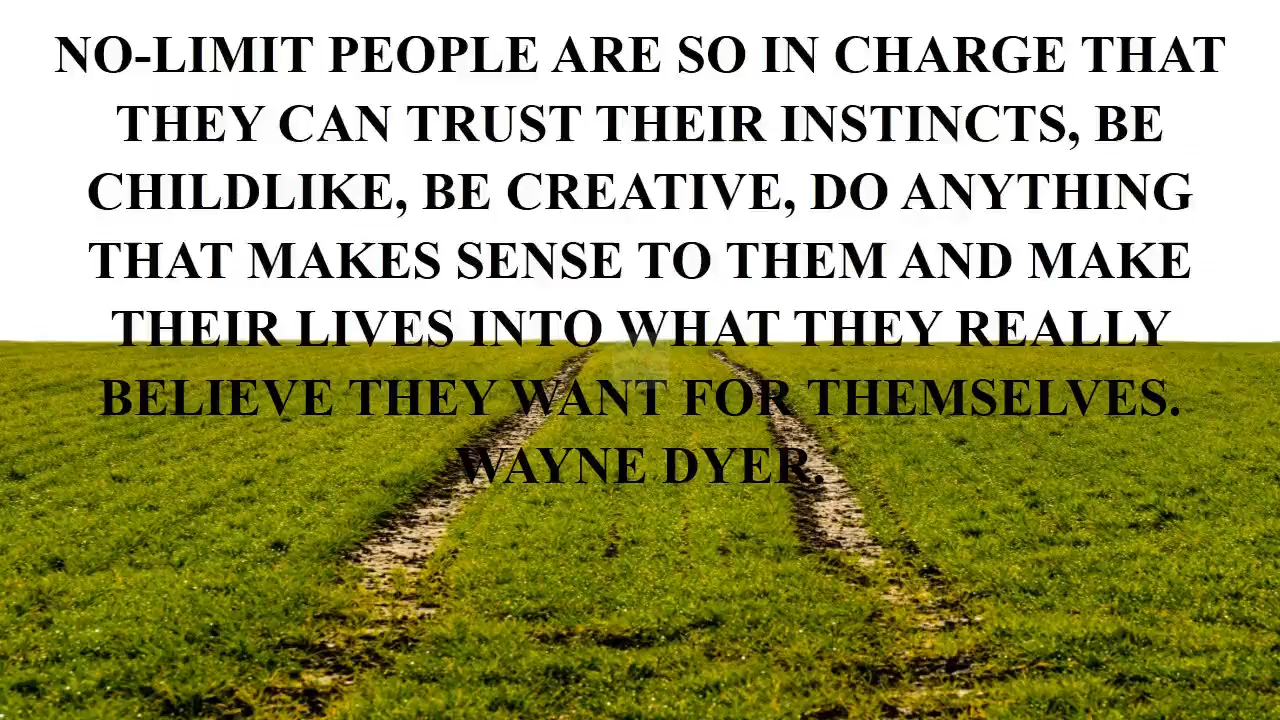 NO-LIMIT PEOPLE ARE SO IN CHARGE THAT
THEY CAN TRUST THEIR INSTINCTS, BE
CHILDLIKE, BE CREATIVE, DO ANYTHING
THAT MAKES SENSE TO THEM AND MAKE
THEIR LIVES INTO WHAT THEY REALLY
BELIEVE THEY WANT FOR THEMSELVES.
WAYNE DYER.